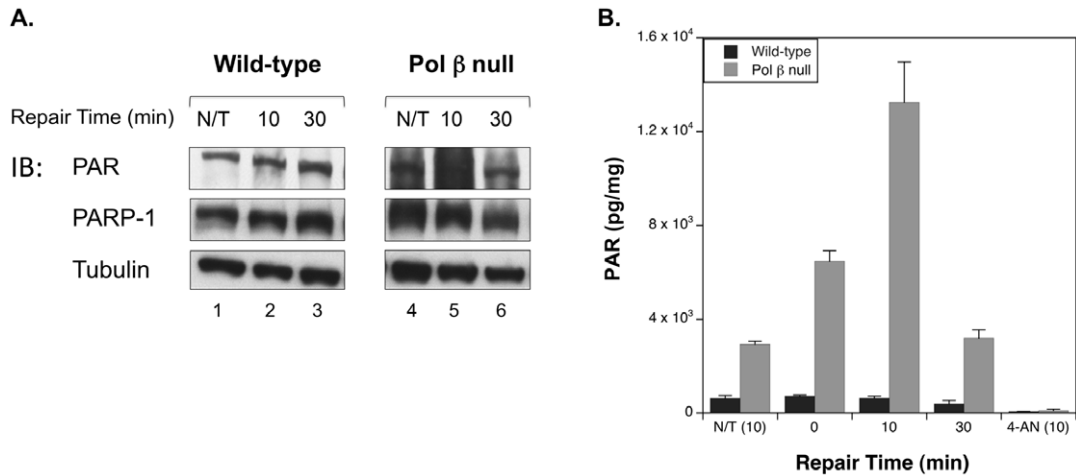 A.
Wild-type Pol β null
Repair Time (min) N/T 10 30 N/T 10 30
IB: PAR
PARP-1
Tubulin
1 2 3 4 5 6
B.
1.6 x 10⁴
1.2 x 10⁴
8 x 10³
4 x 10³
0
PAR (pg/mg)
Wild-type
Pol β null
N/T (10) 0 10 30 4-AN (10)
Repair Time (min)